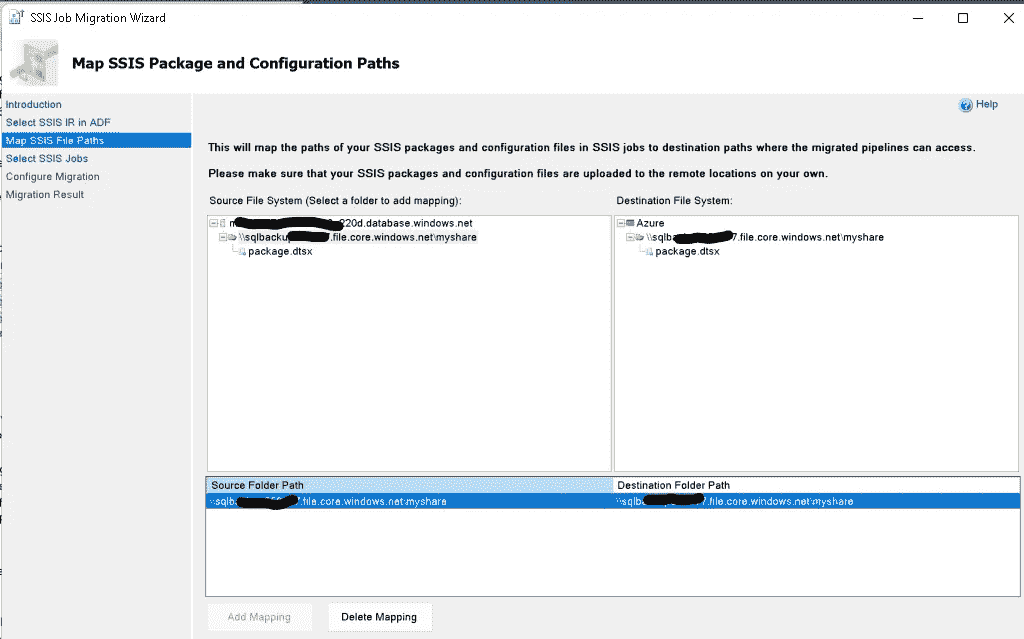 SSIS Job Migration Wizard
Map SSIS Package and Configuration Paths
Introduction
Select SSIS IR in ADF
Map SSIS File Paths
Select SSIS Jobs
Configure Migration
Migration Result
Help
This will map the paths of your SSIS packages and configuration files in SSIS jobs to destination paths where the migrated pipelines can access.
Please make sure that your SSIS packages and configuration files are uploaded to the remote locations on your own.
Source File System (Select a folder to add mapping):
220d.database.windows.net
\\sqlbackup .file.core.windows.net\myshare
package.dtsx
Destination File System:
Azure
\\sqlba 7.file.core.windows.net\myshare
package.dtsx
Source Folder Path
Destination Folder Path
\\sqlb .file.core.windows.net\myshare
\\sqlb .file.core.windows.net\myshare
Add Mapping
Delete Mapping